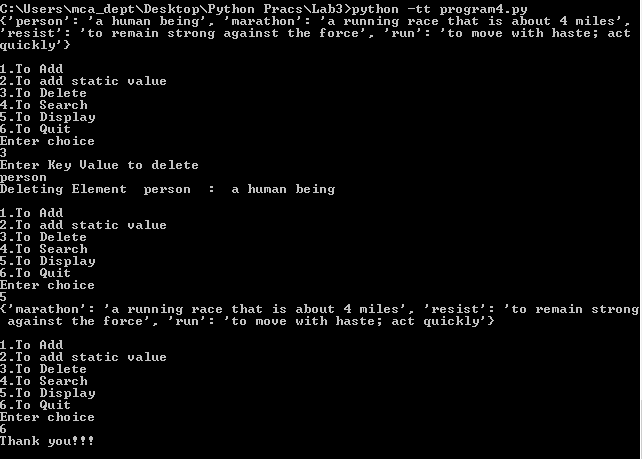 C:\Users\mca_dept\Desktop\Python Pracs\Lab3>python -tt program4.py
{'person': 'a human being', 'marathon': 'a running race that is about 4 miles',
'resist': 'to remain strong against the force', 'run': 'to move with haste; act
quickly'}
1.To Add
2.To add static value
3.To Delete
4.To Search
5.To Display
6.To Quit
Enter choice
3
Enter Key Value to delete
person
Deleting Element  person  :  a human being
1.To Add
2.To add static value
3.To Delete
4.To Search
5.To Display
6.To Quit
Enter choice
5
{'marathon': 'a running race that is about 4 miles', 'resist': 'to remain strong
 against the force', 'run': 'to move with haste; act quickly'}
1.To Add
2.To add static value
3.To Delete
4.To Search
5.To Display
6.To Quit
Enter choice
6
Thank you!!!